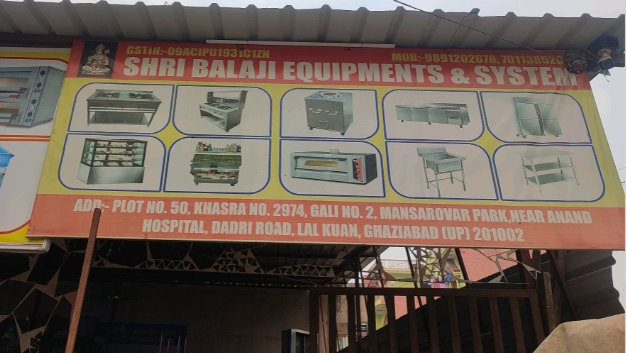 GSTIN:-09ACIPU1931C1ZN MOB:-9891202678,
SHRI BALAJI EQUIPMENTS & SYSTEM
ADD:- PLOT NO. 50, KHASRA NO. 2974, GALI NO. 2, MANSAROVAR PARK,NEAR ANAND
HOSPITAL, DADRI ROAD, LAL KUAN, GHAZIABAD (UP) 201002